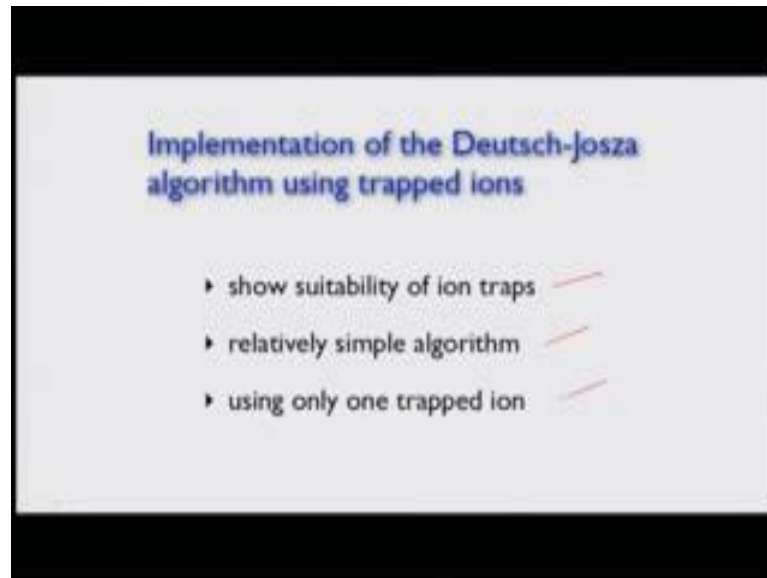 Implementation of the Deutsch-Josza
algorithm using trapped ions
‣ show suitability of ion traps
‣ relatively simple algorithm
‣ using only one trapped ion